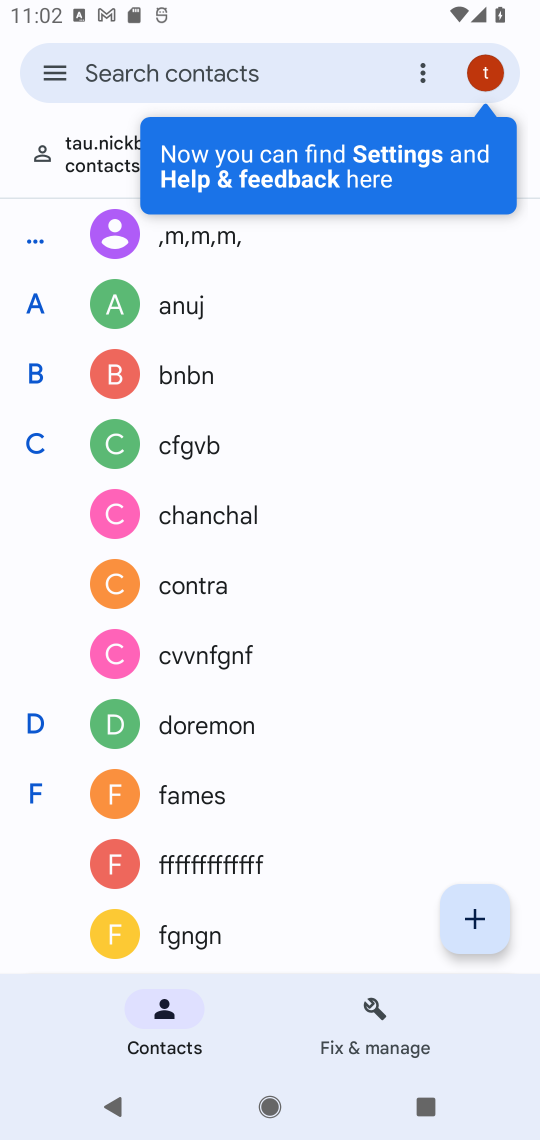 11:02
Search contacts
t
tau.nickb
contacts
Now you can find Settings and
Help & feedback here
...
,m,m,m,
A
A
anuj
B
B
bnbn
C
C
cfgvb
C
chanchal
C
contra
C
cvvnfgnf
D
D
doremon
F
F
fames
F
fffffffffffff
F
fgngn
+
Contacts
Fix & manage